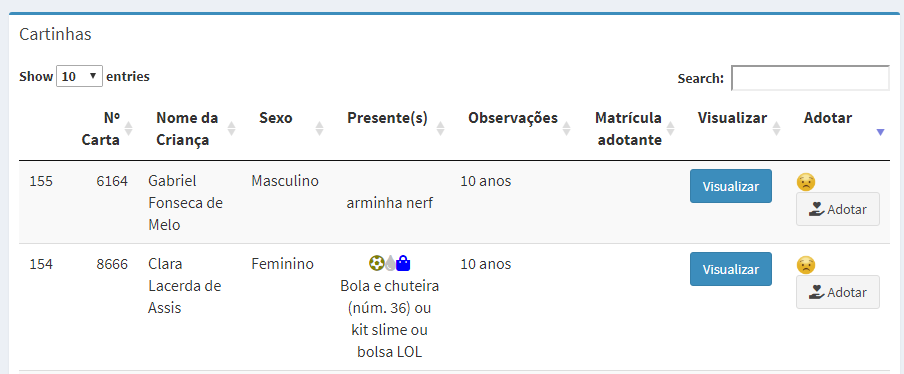 Cartinhas
Show 10 entries
Search:
Nº Carta Nome da Criança Sexo Presente(s) Observações Matrícula adotante Visualizar Adotar
155 6164 Gabriel Fonseca de Melo Masculino arminha nerf 10 anos Visualizar Adotar
154 8666 Clara Lacerda de Assis Feminino Bola e chuteira (núm. 36) ou kit slime ou bolsa LOL 10 anos Visualizar Adotar